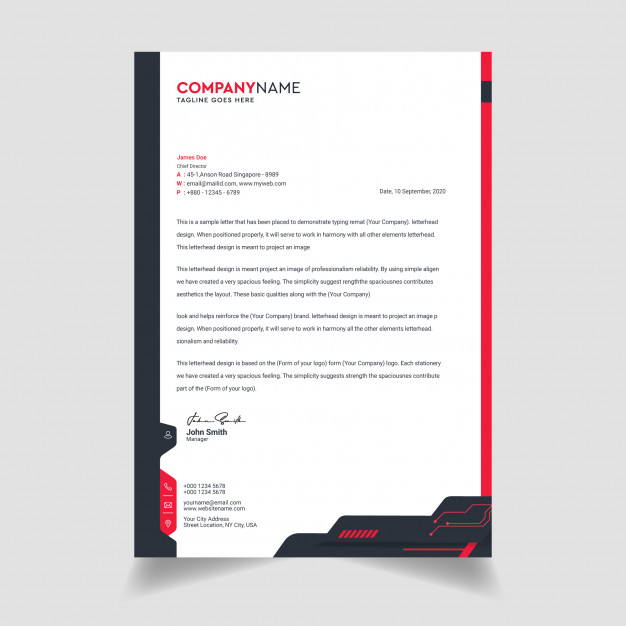 COMPANYNAME
TAGLINE GOES HERE
James Doe
Chief Director
A : 45-1,Anson Road Singapore - 8989
W : email@mailid.com, www.myweb.com
P : +880 - 12345 - 6789
Date, 10 September, 2020
This is a sample letter that has been placed to demonstrate typing remat (Your Company). letterhead
design. When positioned properly, it will serve to work in harmony with all other elements letterhead.
This letterhead design is meant to project an image
This letterhead design is meant project an image of professionalism reliability. By using simple aligen
we have created a very spacious feeling. The simplicity suggest rengththe spaciousnes contributes
aesthetics the layout. These basic qualities along with the (Your Company)
look and helps reinforce the (Your Company) brand. letterhead design is meant to project an image p
design. When positioned properly, it will serve to work in harmony all the other elements letterhead.
sionalism and reliability.
This letterhead design is based on the (Form of your logo) form (Your Company) logo. Each stationery
we have created a very spacious feeling. The simplicity suggests strength the spaciousnes contribute
part of the (Form of your logo).
John Smith
John Smith
Manager
+000 1234 5678
+000 1234 5678
yourname@email.com
www.websitename.com
Your City Address
Street Location, NY City, USA